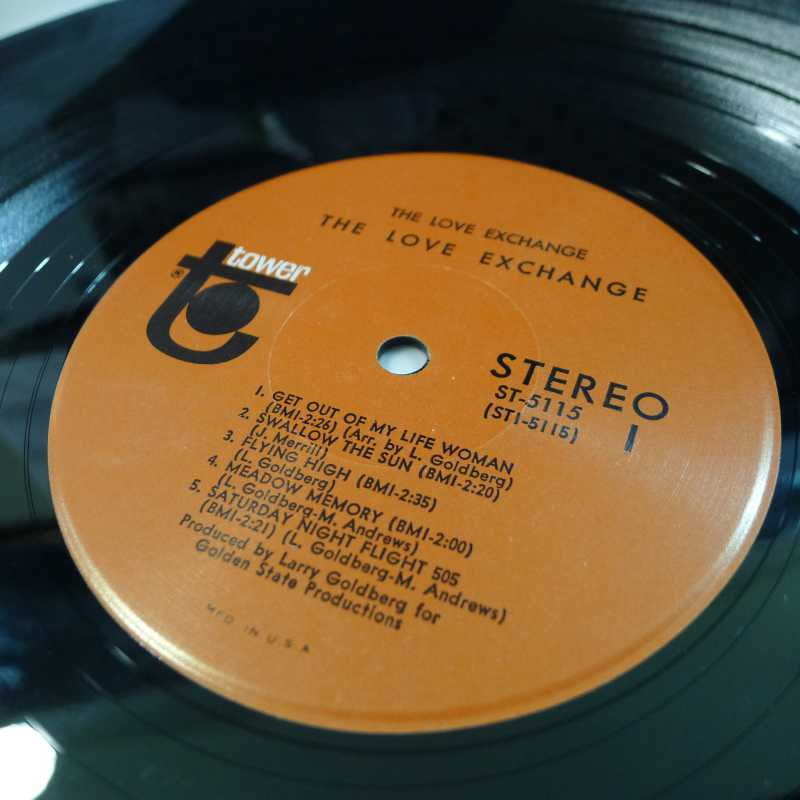 THE LOVE EXCHANGE
THE LOVE EXCHANGE
tower
®
STEREO
ST-5115
(ST1-5115)
1
1. GET OUT OF MY LIFE WOMAN
(BMI-2:26) (Arr. by L. Goldberg)
2. SWALLOW THE SUN (BMI-2:20)
(J. Merrill)
3. FLYING HIGH (BMI-2:35)
(L. Goldberg)
4. MEADOW MEMORY (BMI-2:00)
(L. Goldberg-M. Andrews)
5. SATURDAY NIGHT FLIGHT 505
(BMI-2:21) (L. Goldberg-M. Andrews)
Produced by Larry Goldberg for
Golden State Productions
MFD. IN U.S.A.